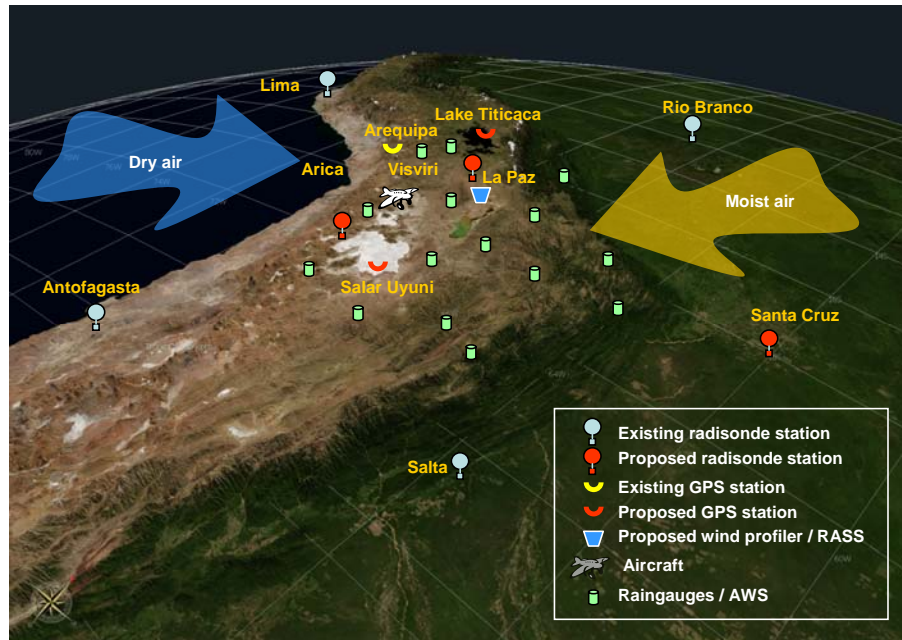 Lima
Rio Branco
Lake Titicaca
Arequipa
Dry air
Arica
Visviri
La Paz
Moist air
Antofagasta
Salar Uyuni
Santa Cruz
Salta
Existing radisonde station
Proposed radisonde station
Existing GPS station
Proposed GPS station
Proposed wind profiler / RASS
Aircraft
Raingauges / AWS
80W
60W